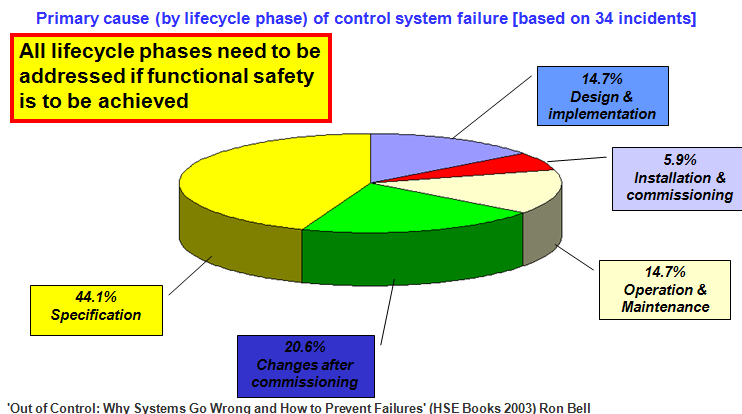 Primary cause (by lifecycle phase) of control system failure [based on 34 incidents]
All lifecycle phases need to be
addressed if functional safety
is to be achieved
14.7%
Design &
implementation
5.9%
Installation &
commissioning
14.7%
Operation &
Maintenance
20.6%
Changes after
commissioning
44.1%
Specification
'Out of Control: Why Systems Go Wrong and How to Prevent Failures' (HSE Books 2003) Ron Bell